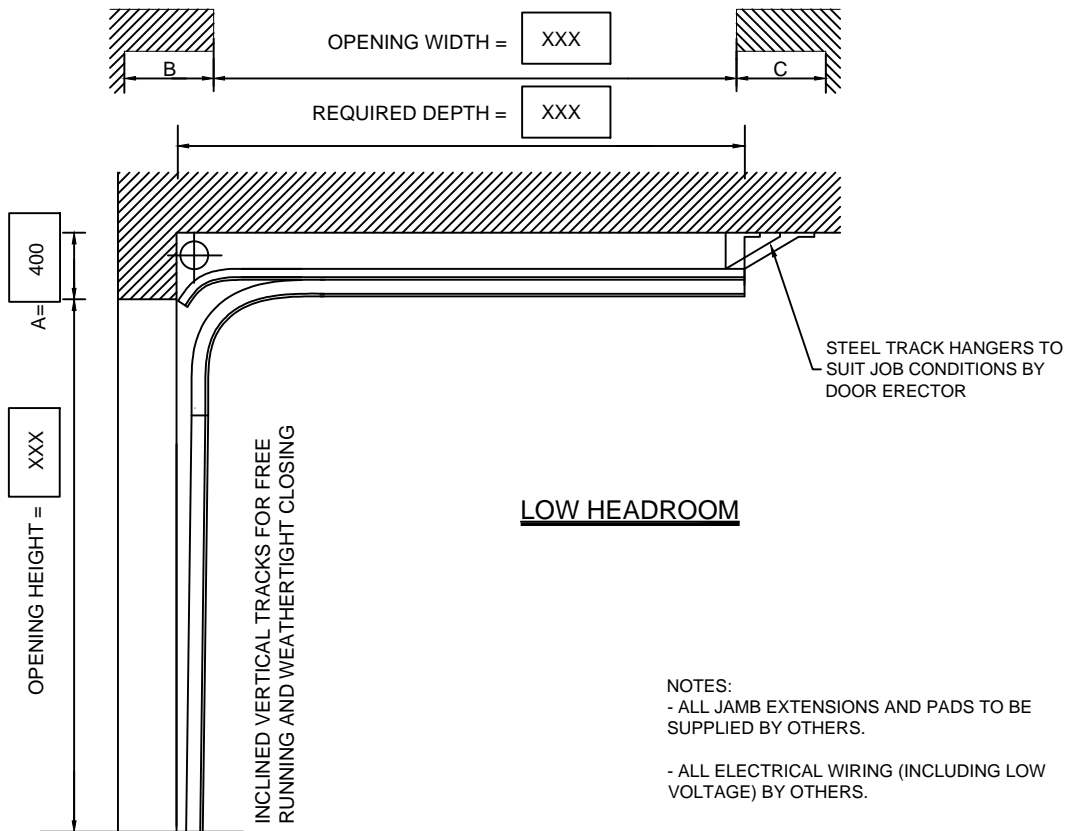 OPENING WIDTH = XXX
B
C
REQUIRED DEPTH = XXX
A= 400
OPENING HEIGHT = XXX
STEEL TRACK HANGERS TO
SUIT JOB CONDITIONS BY
DOOR ERECTOR
INCLINED VERTICAL TRACKS FOR FREE
RUNNING AND WEATHERTIGHT CLOSING
LOW HEADROOM
NOTES:
- ALL JAMB EXTENSIONS AND PADS TO BE
SUPPLIED BY OTHERS.
- ALL ELECTRICAL WIRING (INCLUDING LOW
VOLTAGE) BY OTHERS.